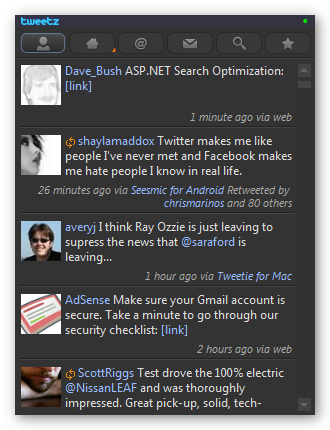 tweetz
@
Dave_Bush ASP.NET Search Optimization:
[link]
1 minute ago via web
shaylamaddox Twitter makes me like
people I've never met and Facebook makes
me hate people I know in real life.
26 minutes ago via Seesmic for Android Retweeted by
chrismarinos and 80 others
averyj I think Ray Ozzie is just leaving to
supress the news that @saraford is
leaving...
1 hour ago via Tweetie for Mac
AdSense Make sure your Gmail account is
secure. Take a minute to go through our
security checklist: [link]
2 hours ago via web
ScottRiggs Test drove the 100% electric
@NissanLEAF and was thoroughly
impressed. Great pick-up, solid, tech-